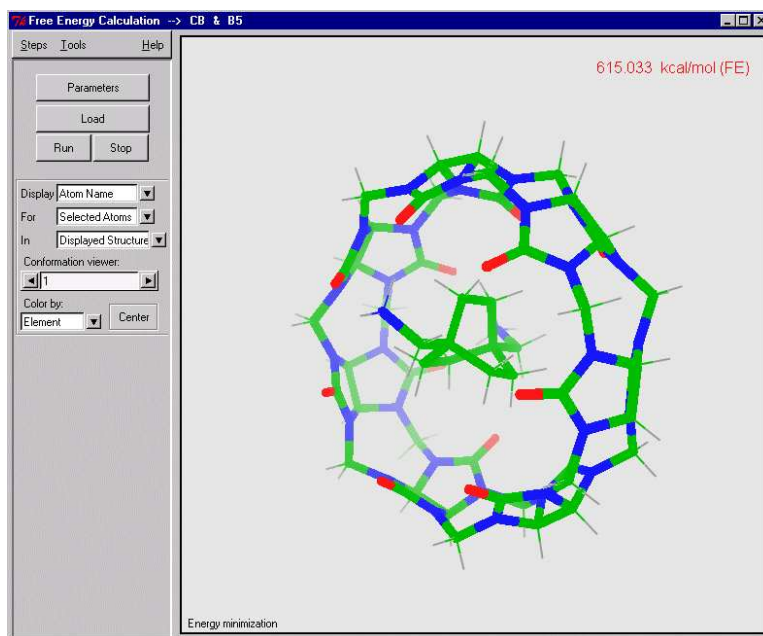 Free Energy Calculation --> CB & B5
Steps Tools Help
615.033 kcal/mol (FE)
Parameters
Load
Run Stop
Display Atom Name
For Selected Atoms
In Displayed Structure
Conformation viewer:
1
Color by:
Element Center
Energy minimization